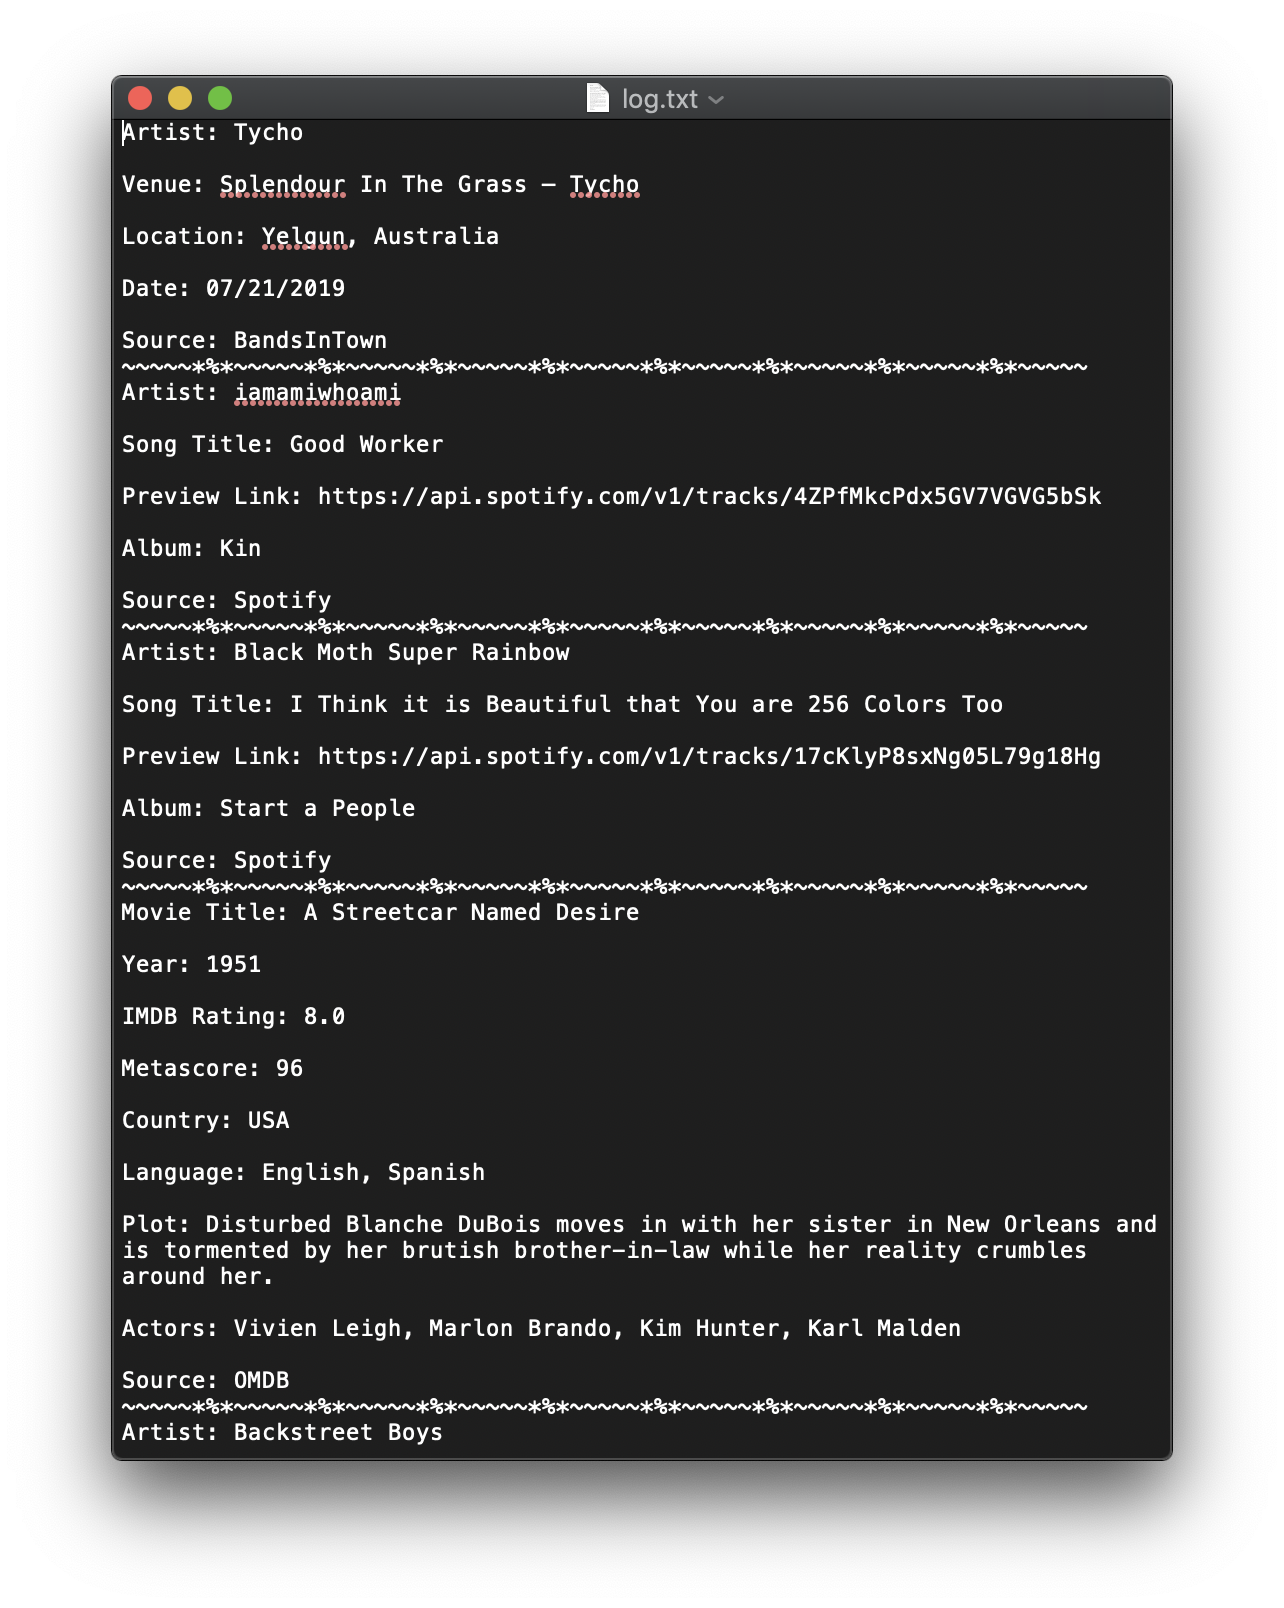 log.txt
Artist: Tycho
Venue: Splendour In The Grass – Tycho
Location: Yelgun, Australia
Date: 07/21/2019
Source: BandsInTown
~~~~~*%*~~~~~*%*~~~~~*%*~~~~~*%*~~~~~*%*~~~~~*%*~~~~~*%*~~~~~*%*~~~~~
Artist: iamamiwhoami
Song Title: Good Worker
Preview Link: https://api.spotify.com/v1/tracks/4ZPfMkcPdx5GV7VGVG5bSk
Album: Kin
Source: Spotify
~~~~~*%*~~~~~*%*~~~~~*%*~~~~~*%*~~~~~*%*~~~~~*%*~~~~~*%*~~~~~*%*~~~~~
Artist: Black Moth Super Rainbow
Song Title: I Think it is Beautiful that You are 256 Colors Too
Preview Link: https://api.spotify.com/v1/tracks/17cKlyP8sxNg05L79g18Hg
Album: Start a People
Source: Spotify
~~~~~*%*~~~~~*%*~~~~~*%*~~~~~*%*~~~~~*%*~~~~~*%*~~~~~*%*~~~~~*%*~~~~~
Movie Title: A Streetcar Named Desire
Year: 1951
IMDB Rating: 8.0
Metascore: 96
Country: USA
Language: English, Spanish
Plot: Disturbed Blanche DuBois moves in with her sister in New Orleans and
is tormented by her brutish brother-in-law while her reality crumbles
around her.
Actors: Vivien Leigh, Marlon Brando, Kim Hunter, Karl Malden
Source: OMDB
~~~~~*%*~~~~~*%*~~~~~*%*~~~~~*%*~~~~~*%*~~~~~*%*~~~~~*%*~~~~~*%*~~~~~
Artist: Backstreet Boys